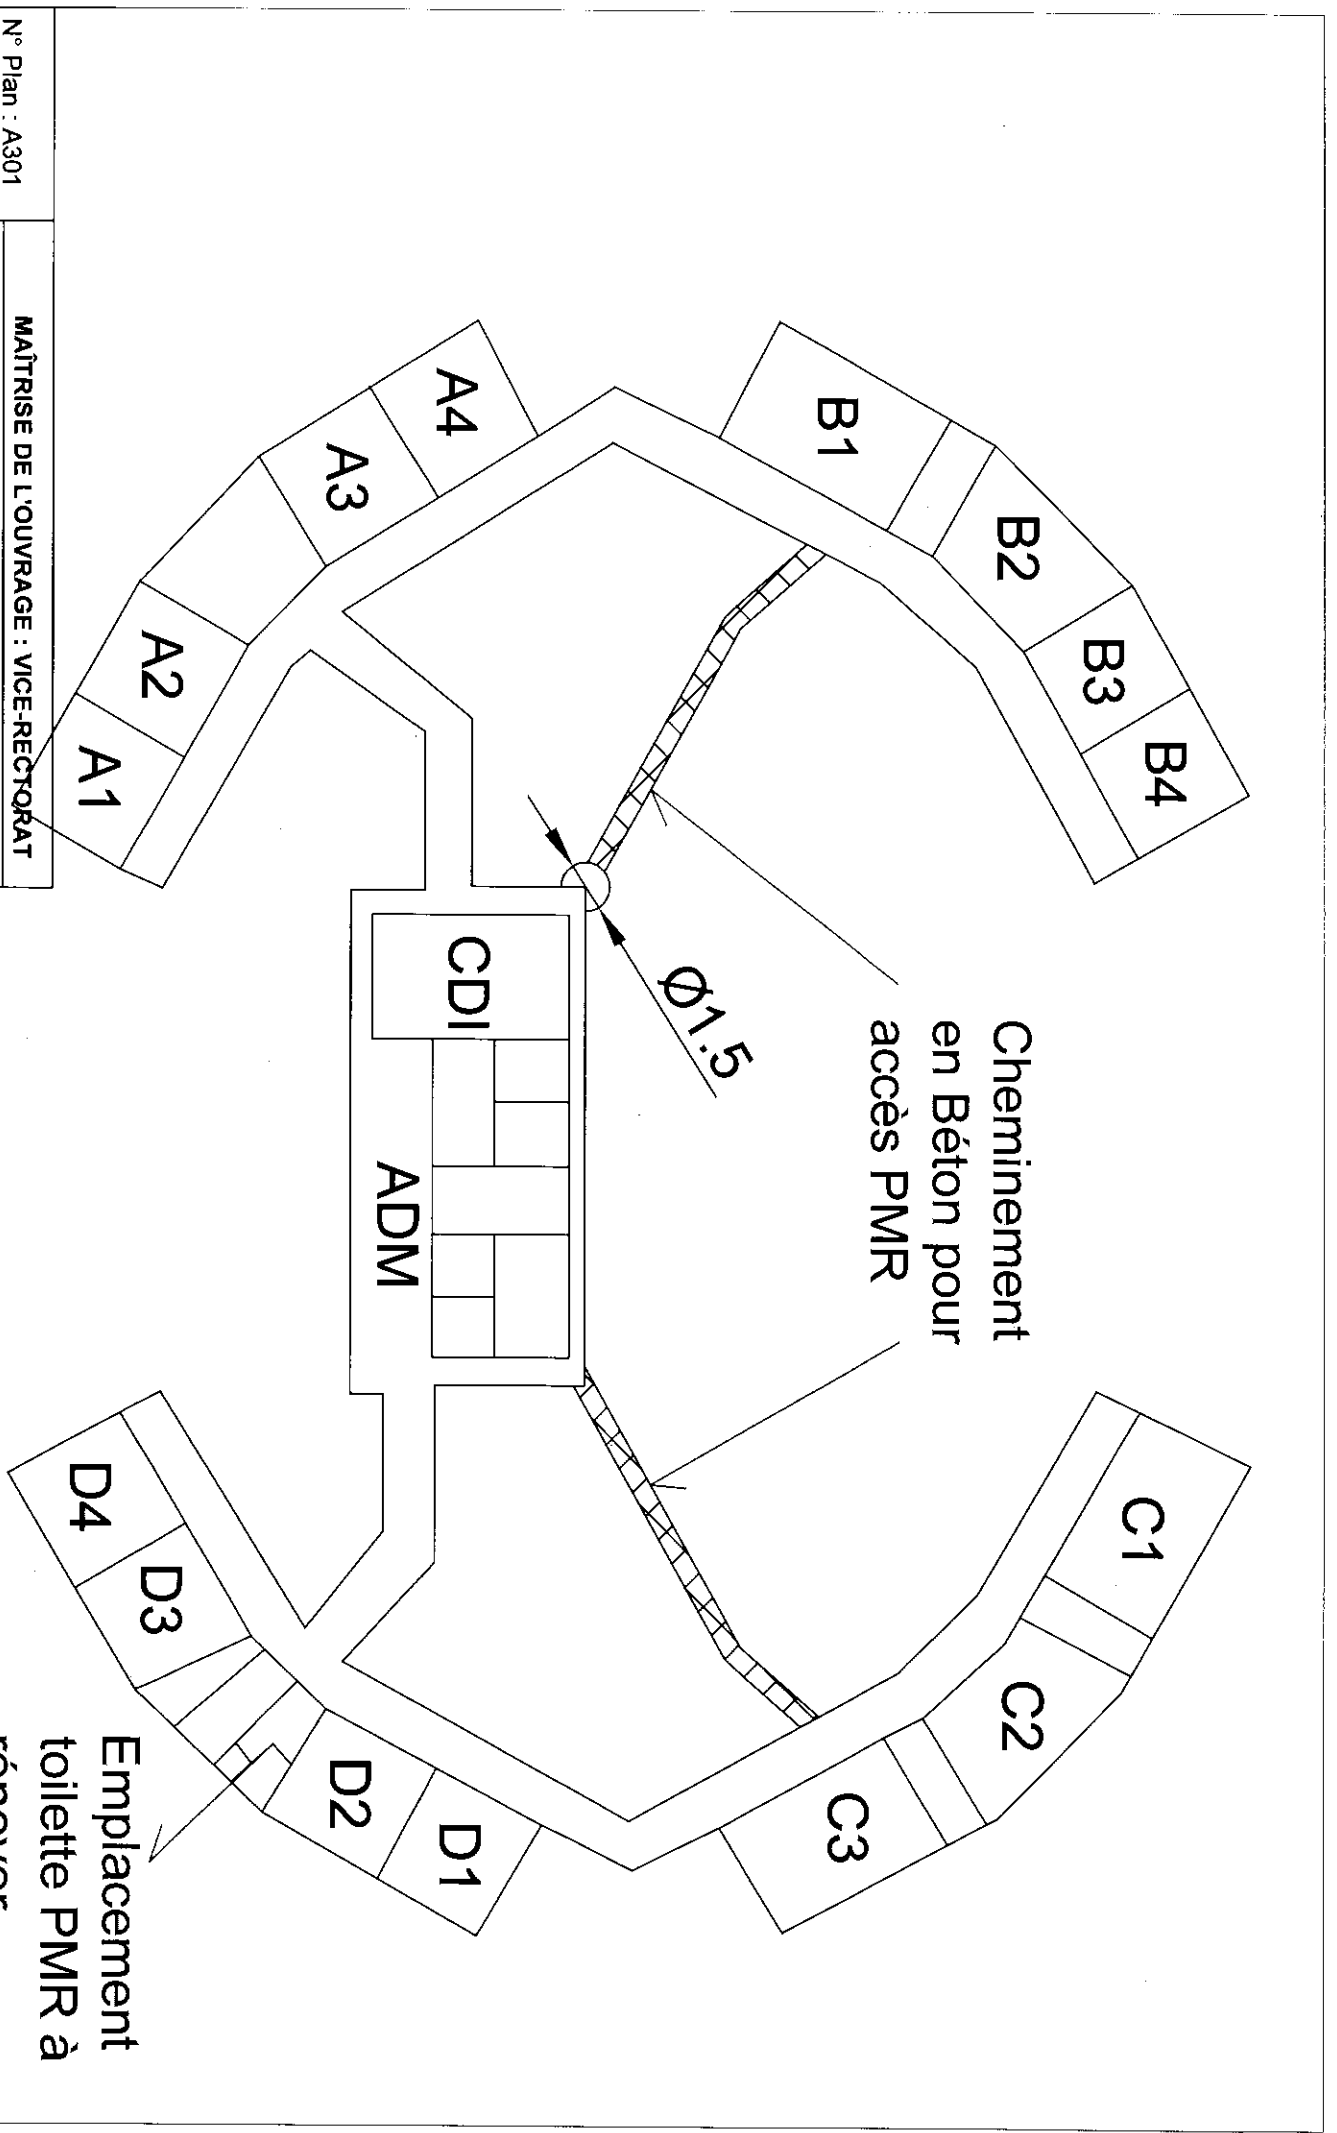 Cheminement
en Béton pour
accès PMR
B4
B3
B2
B1
C1
C2
C3
Ø1.5
CDI
ADM
A4
A3
A2
A1
D1
D2
D3
D4
Emplacement
toilette PMR à
rénover
N° Plan : A301
MAÎTRISE DE L'OUVRAGE : VICE-RECTORAT